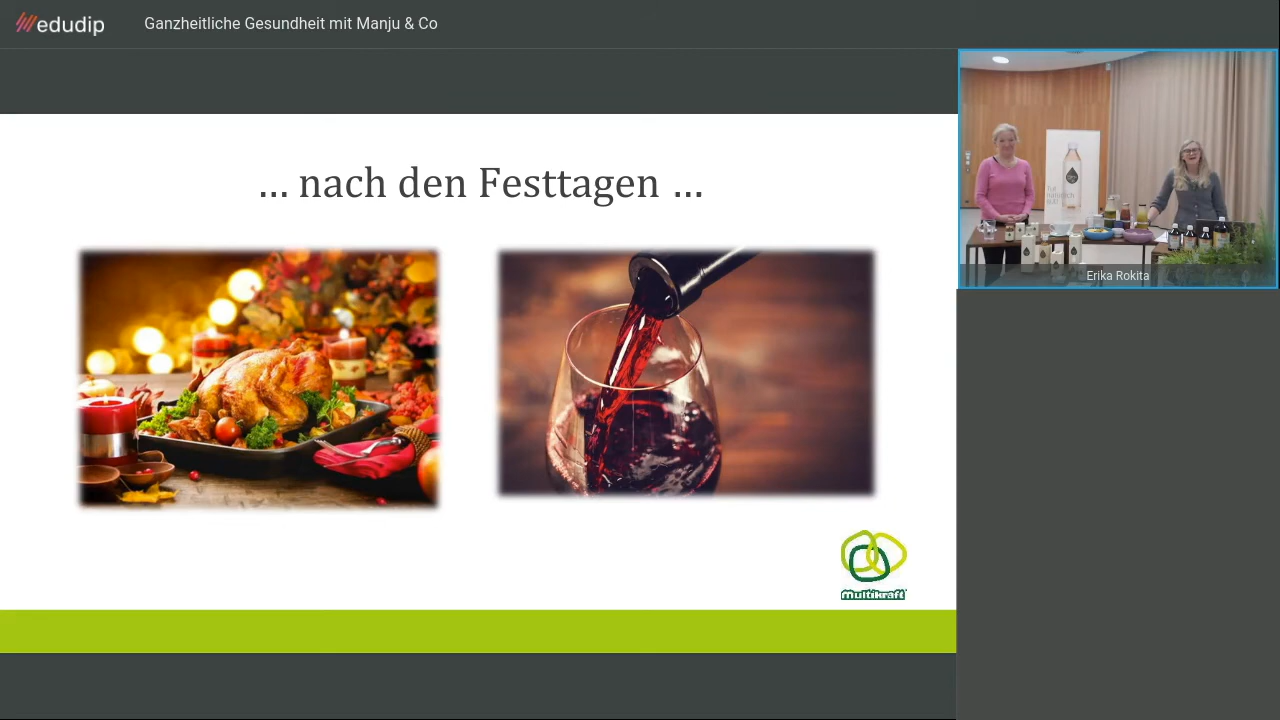 edudip
Ganzheitliche Gesundheit mit Manju & Co
... nach den Festtagen ...
Erika Rokita
multikraft